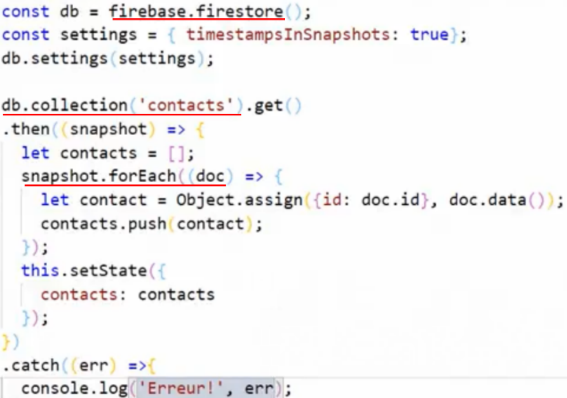 const db = firebase.firestore();
const settings = { timestampsInSnapshots: true};
db.settings(settings);
db.collection('contacts').get()
.then((snapshot) => {
let contacts = [];
snapshot.forEach((doc) => {
let contact = Object.assign({id: doc.id}, doc.data());
contacts.push(contact);
});
this.setState({
contacts: contacts
});
})
.catch((err) =>{
console.log('Erreur!', err);